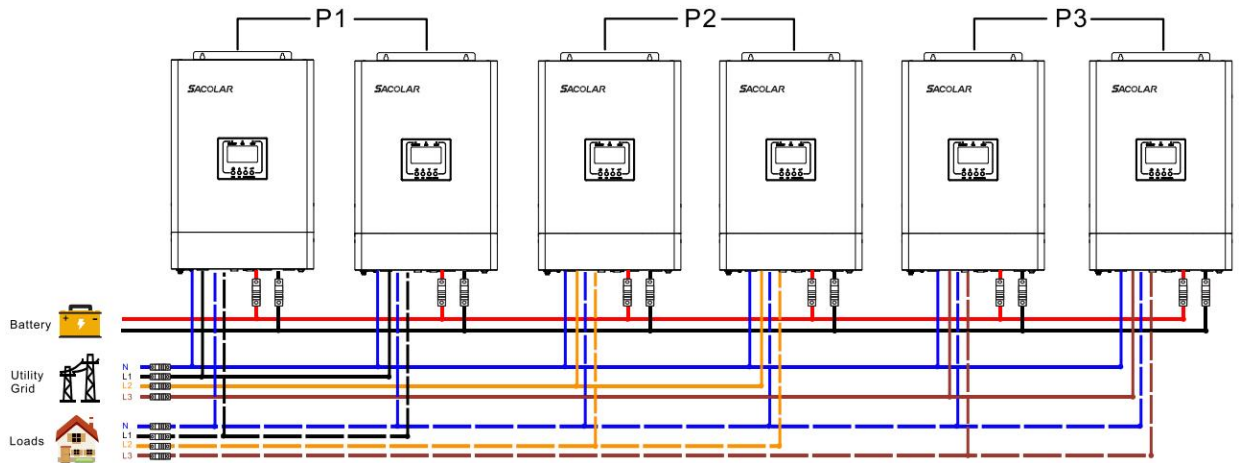 P1 P2 P3
SACOLAR SACOLAR SACOLAR SACOLAR SACOLAR SACOLAR
Battery
+ -
Utility
Grid
N
L1
L2
L3
Loads
N
L1
L2
L3